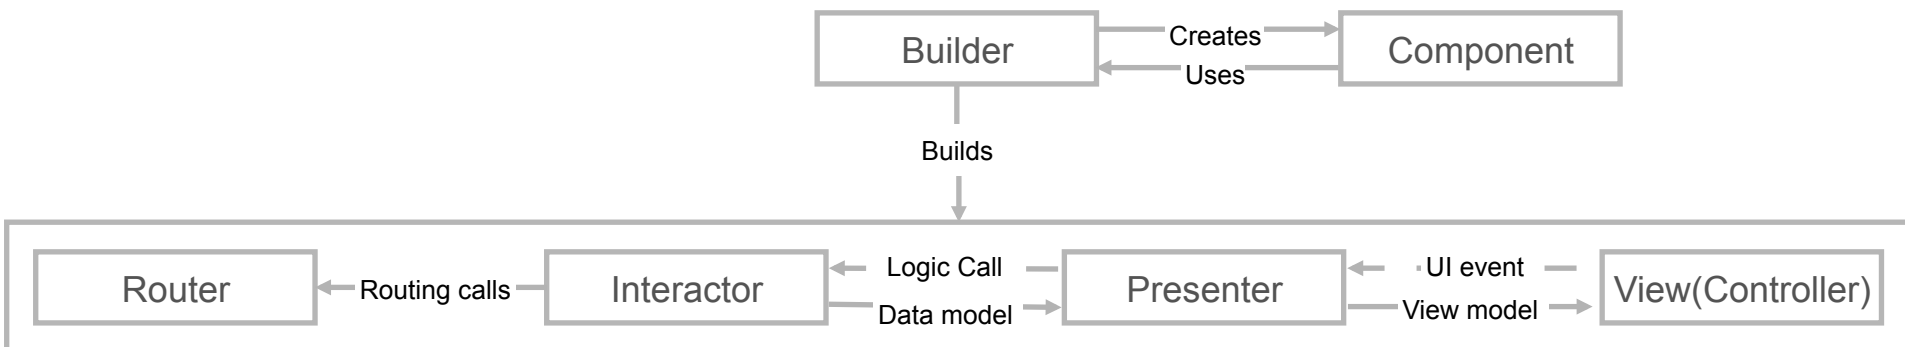 Builder
Creates
Uses
Component
Builds
Router
Routing calls
Interactor
Logic Call
Data model
Presenter
UI event
View model
View(Controller)